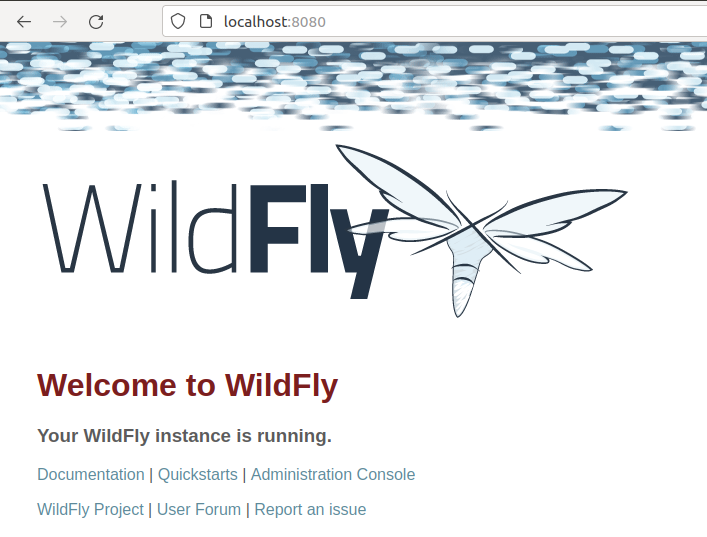 localhost:8080
WildFly
Welcome to WildFly
Your WildFly instance is running.
Documentation | Quickstarts | Administration Console
WildFly Project | User Forum | Report an issue